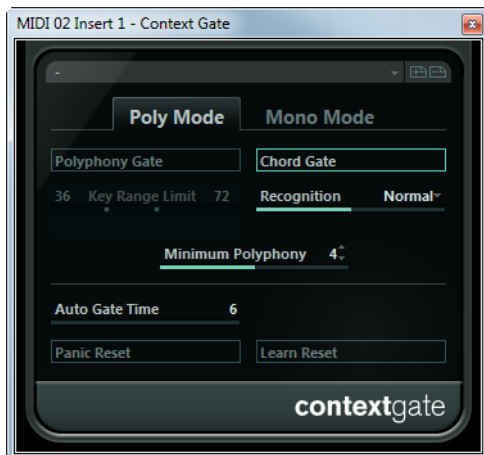 MIDI 02 Insert 1 - Context Gate
-
Poly Mode Mono Mode
Polyphony Gate Chord Gate
36 Key Range Limit 72 Recognition Normal
Minimum Polyphony 4
Auto Gate Time 6
Panic Reset Learn Reset
contextgate